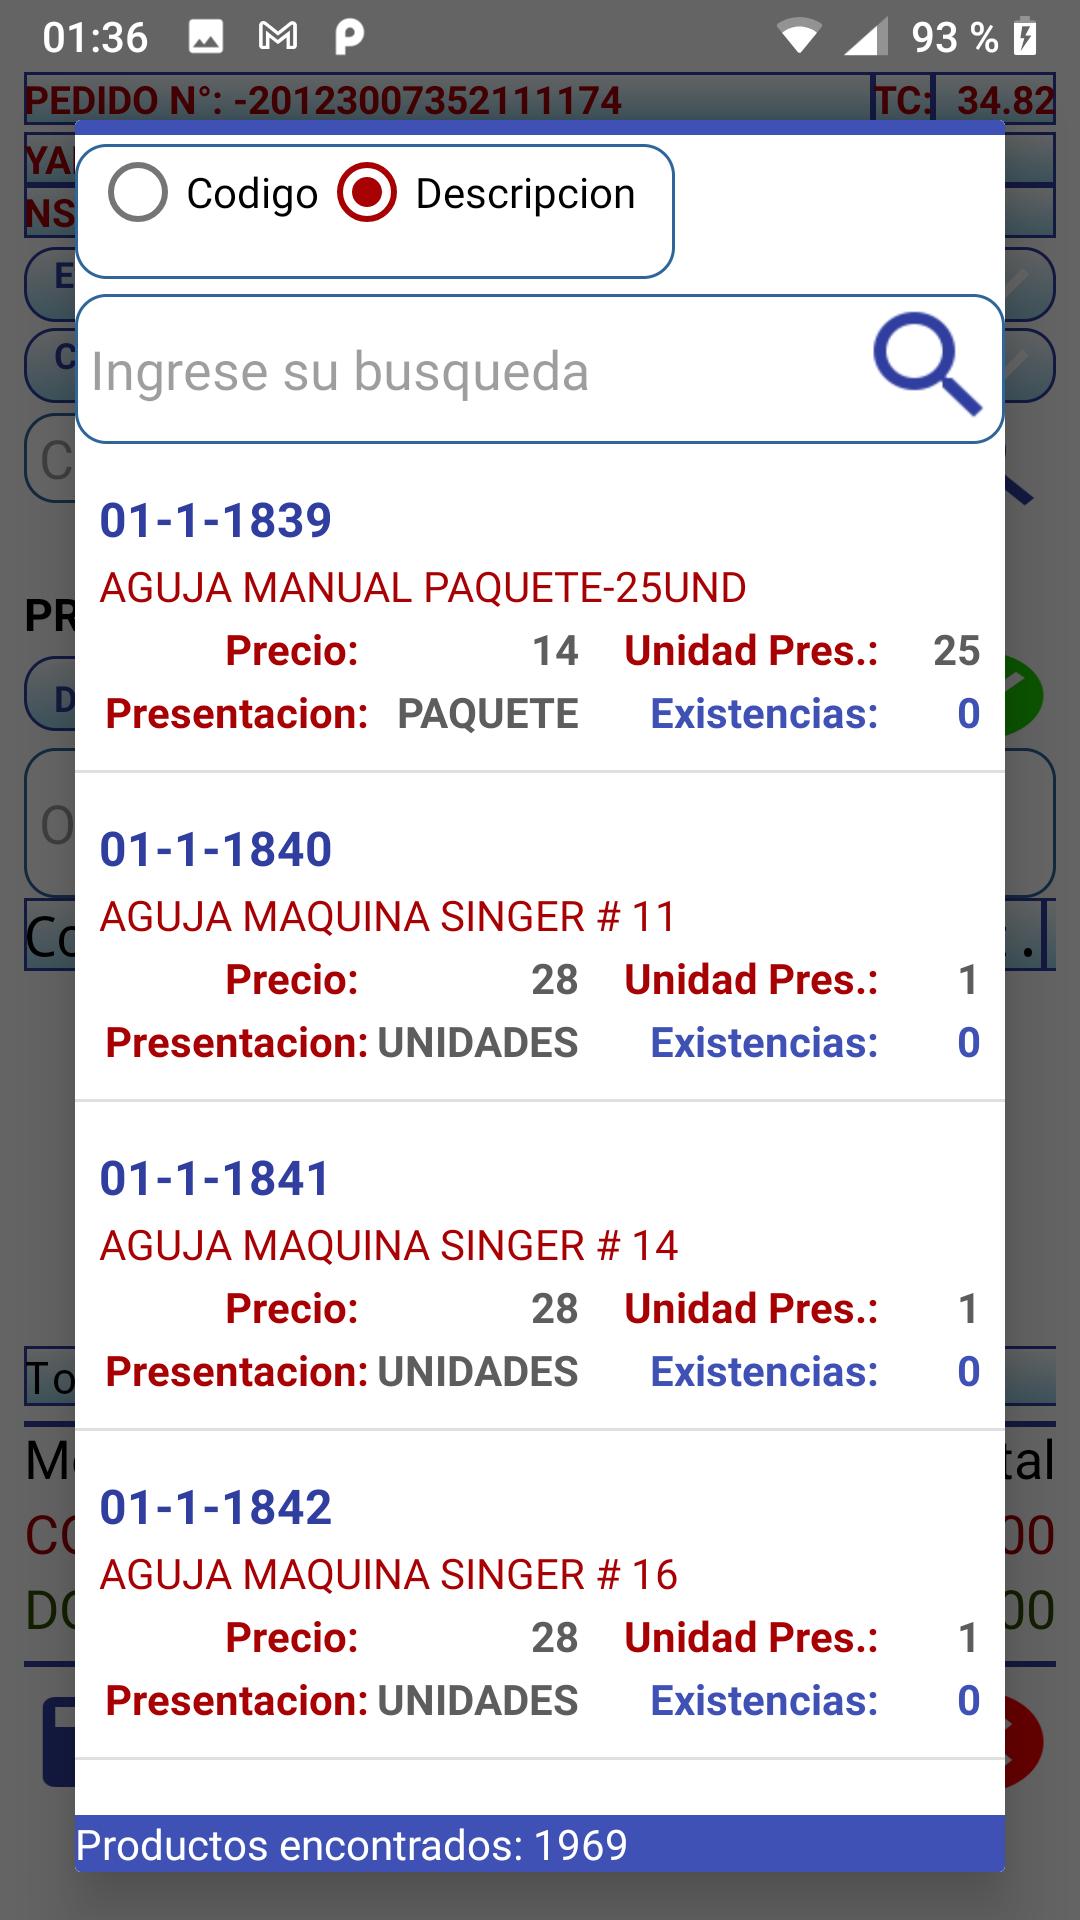 01:36 93 %
PEDIDO N°: -20123007352111174 TC: 34.82
Codigo Descripcion
Ingrese su busqueda
01-1-1839
AGUJA MANUAL PAQUETE-25UND
Precio: 14 Unidad Pres.: 25
Presentacion: PAQUETE Existencias: 0
01-1-1840
AGUJA MAQUINA SINGER # 11
Precio: 28 Unidad Pres.: 1
Presentacion: UNIDADES Existencias: 0
01-1-1841
AGUJA MAQUINA SINGER # 14
Precio: 28 Unidad Pres.: 1
Presentacion: UNIDADES Existencias: 0
01-1-1842
AGUJA MAQUINA SINGER # 16
Precio: 28 Unidad Pres.: 1
Presentacion: UNIDADES Existencias: 0
Productos encontrados: 1969